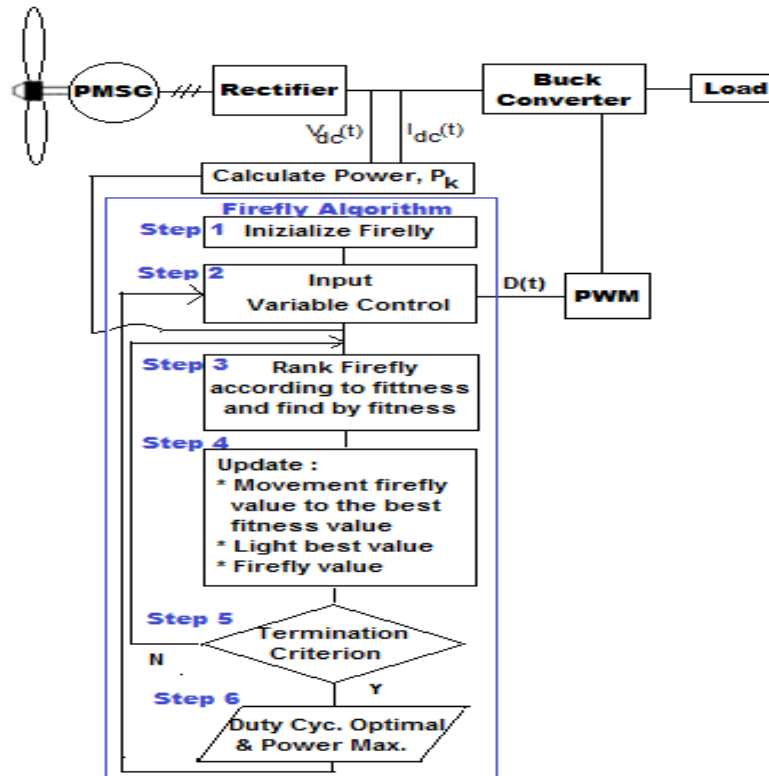 PMSG
Rectifier
Buck
Converter
Load
Vdc(t)
Idc(t)
Calculate Power, Pk
Firefly Alqorithm
Step 1
Inizialize Firelly
Step 2
Input
Variable Control
D(t)
PWM
Step 3
Rank Firefly
according to fittness
and find by fitness
Step 4
Update :
* Movement firefly
value to the best
fitness value
* Light best value
* Firefly value
Step 5
Termination
Criterion
N
Y
Step 6
Duty Cyc. Optimal
& Power Max.